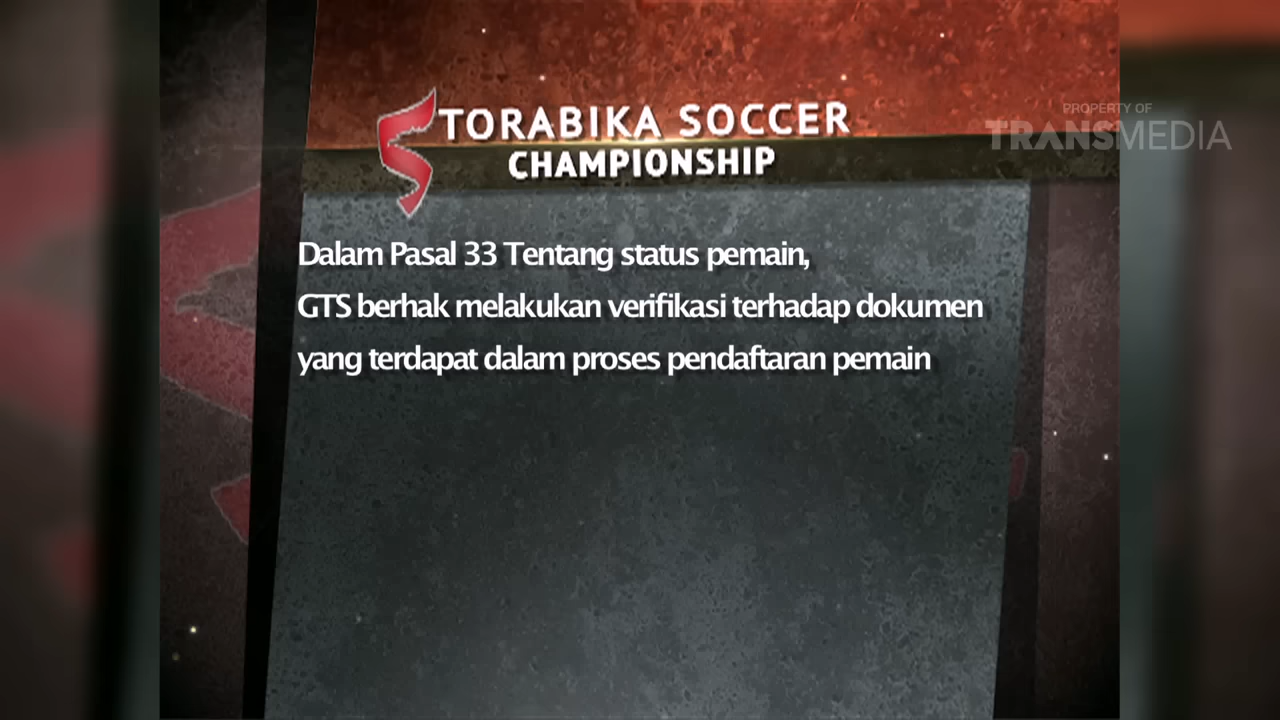 PROPERTY OF
TRANSMEDIA
TORABIKA SOCCER
CHAMPIONSHIP
Dalam Pasal 33 Tentang status pemain,
GTS berhak melakukan verifikasi terhadap dokumen
yang terdapat dalam proses pendaftaran pemain